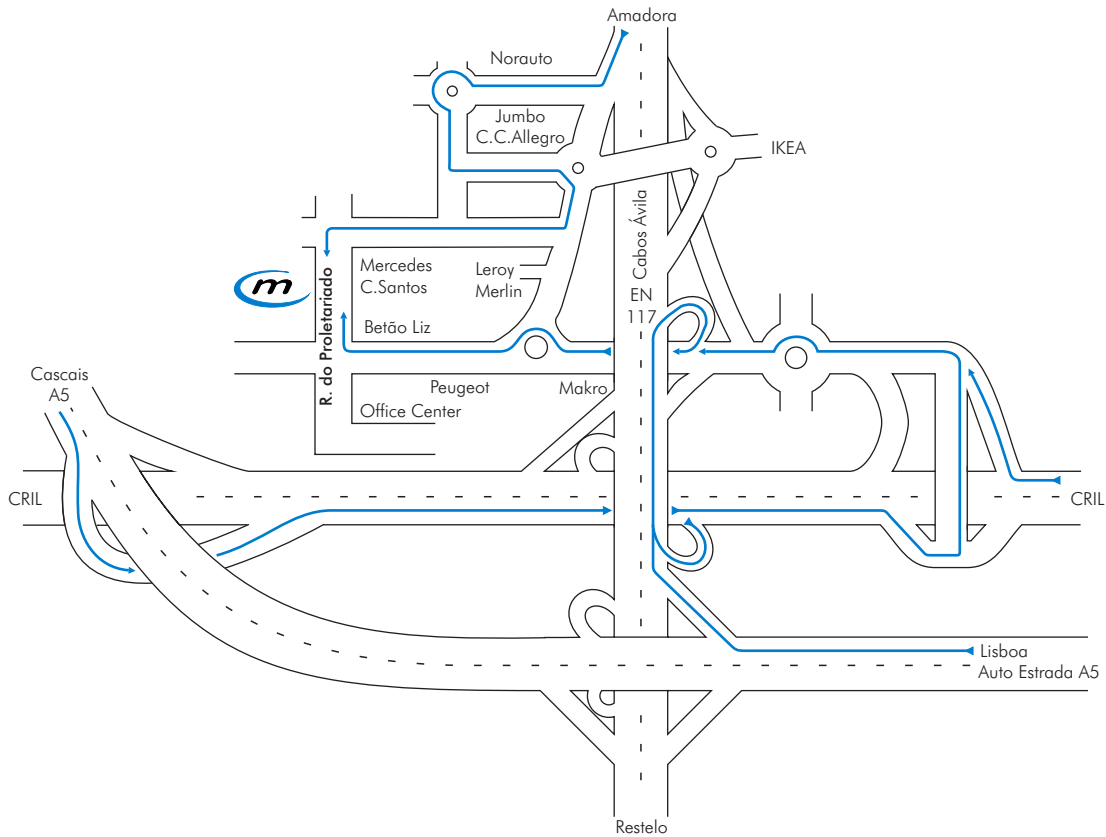 Amadora
Norauto
Jumbo
C.C.Allegro
IKEA
Cabos Ávila
EN
117
m
R. do Proletariado
Mercedes
C.Santos
Leroy
Merlin
Betão Liz
Cascais
A5
Peugeot
Makro
Office Center
CRIL
CRIL
Lisboa
Auto Estrada A5
Restelo